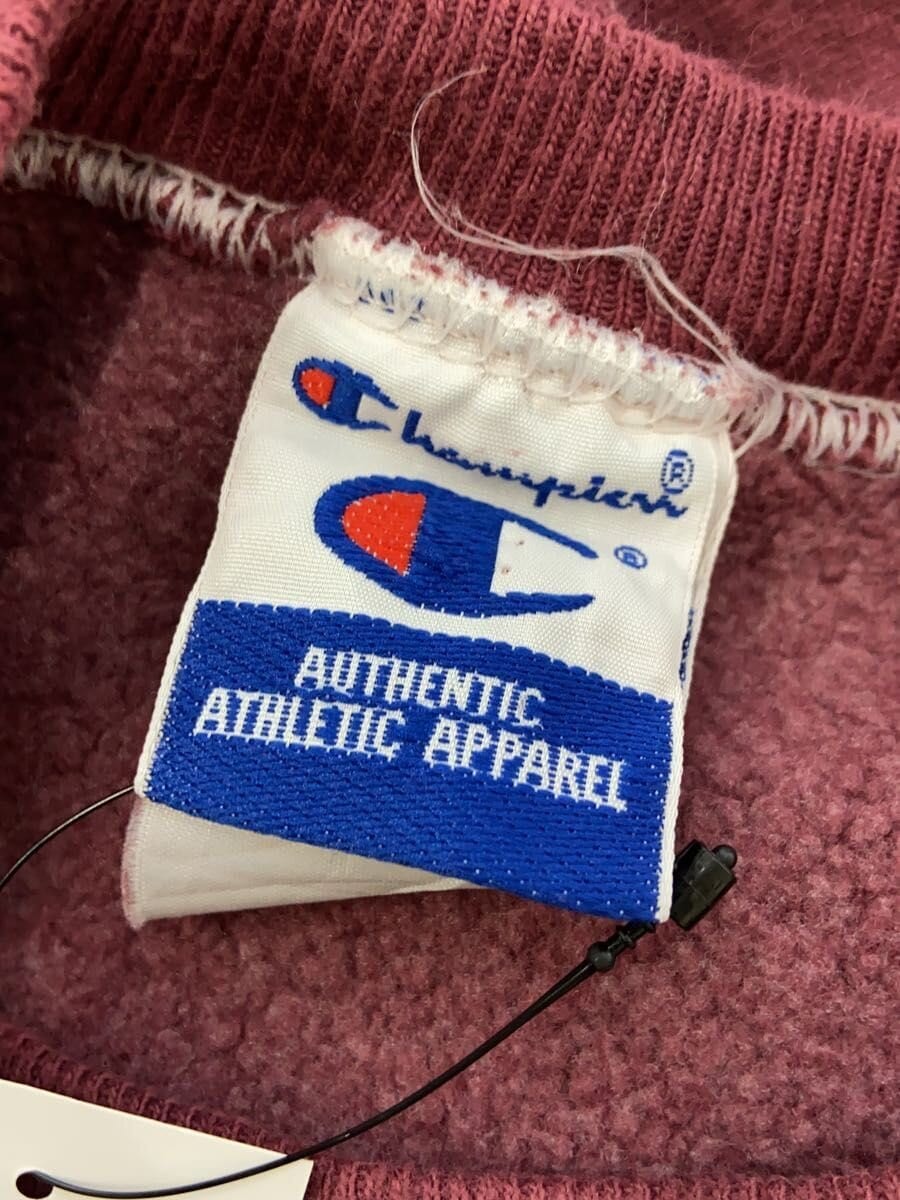 Champion®
®
AUTHENTIC
ATHLETIC APPAREL